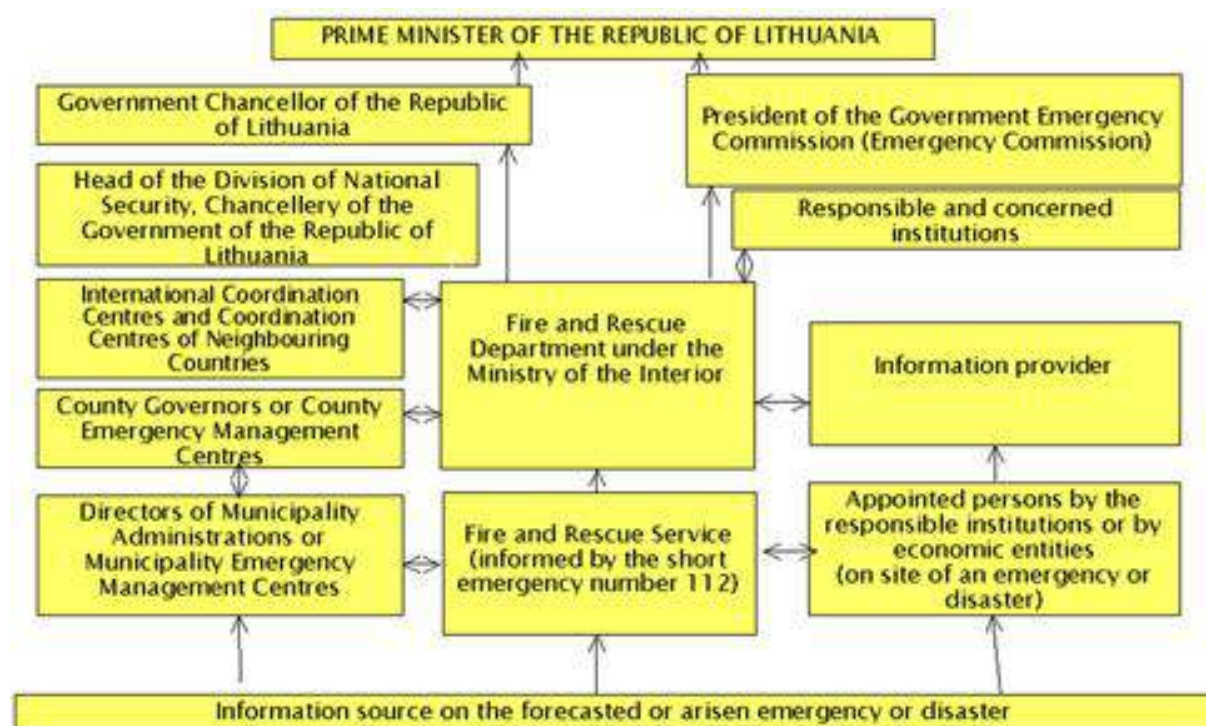 PRIME MINISTER OF THE REPUBLIC OF LITHUANIA
Government Chancellor of the Republic
of Lithuania
President of the Government Emergency
Commission (Emergency Commission)
Head of the Division of National
Security, Chancellery of the
Government of the Republic of
Lithuania
Responsible and concerned
institutions
International Coordination
Centres and Coordination
Centres of Neighbouring
Countries
Fire and Rescue
Department under the
Ministry of the Interior
Information provider
County Governors or County
Emergency Management
Centres
Directors of Municipality
Administrations or
Municipality Emergency
Management Centres
Fire and Rescue Service
(informed by the short
emergency number 112)
Appointed persons by the
responsible institutions or by
economic entities
(on site of an emergency or
disaster)
Information source on the forecasted or arisen emergency or disaster